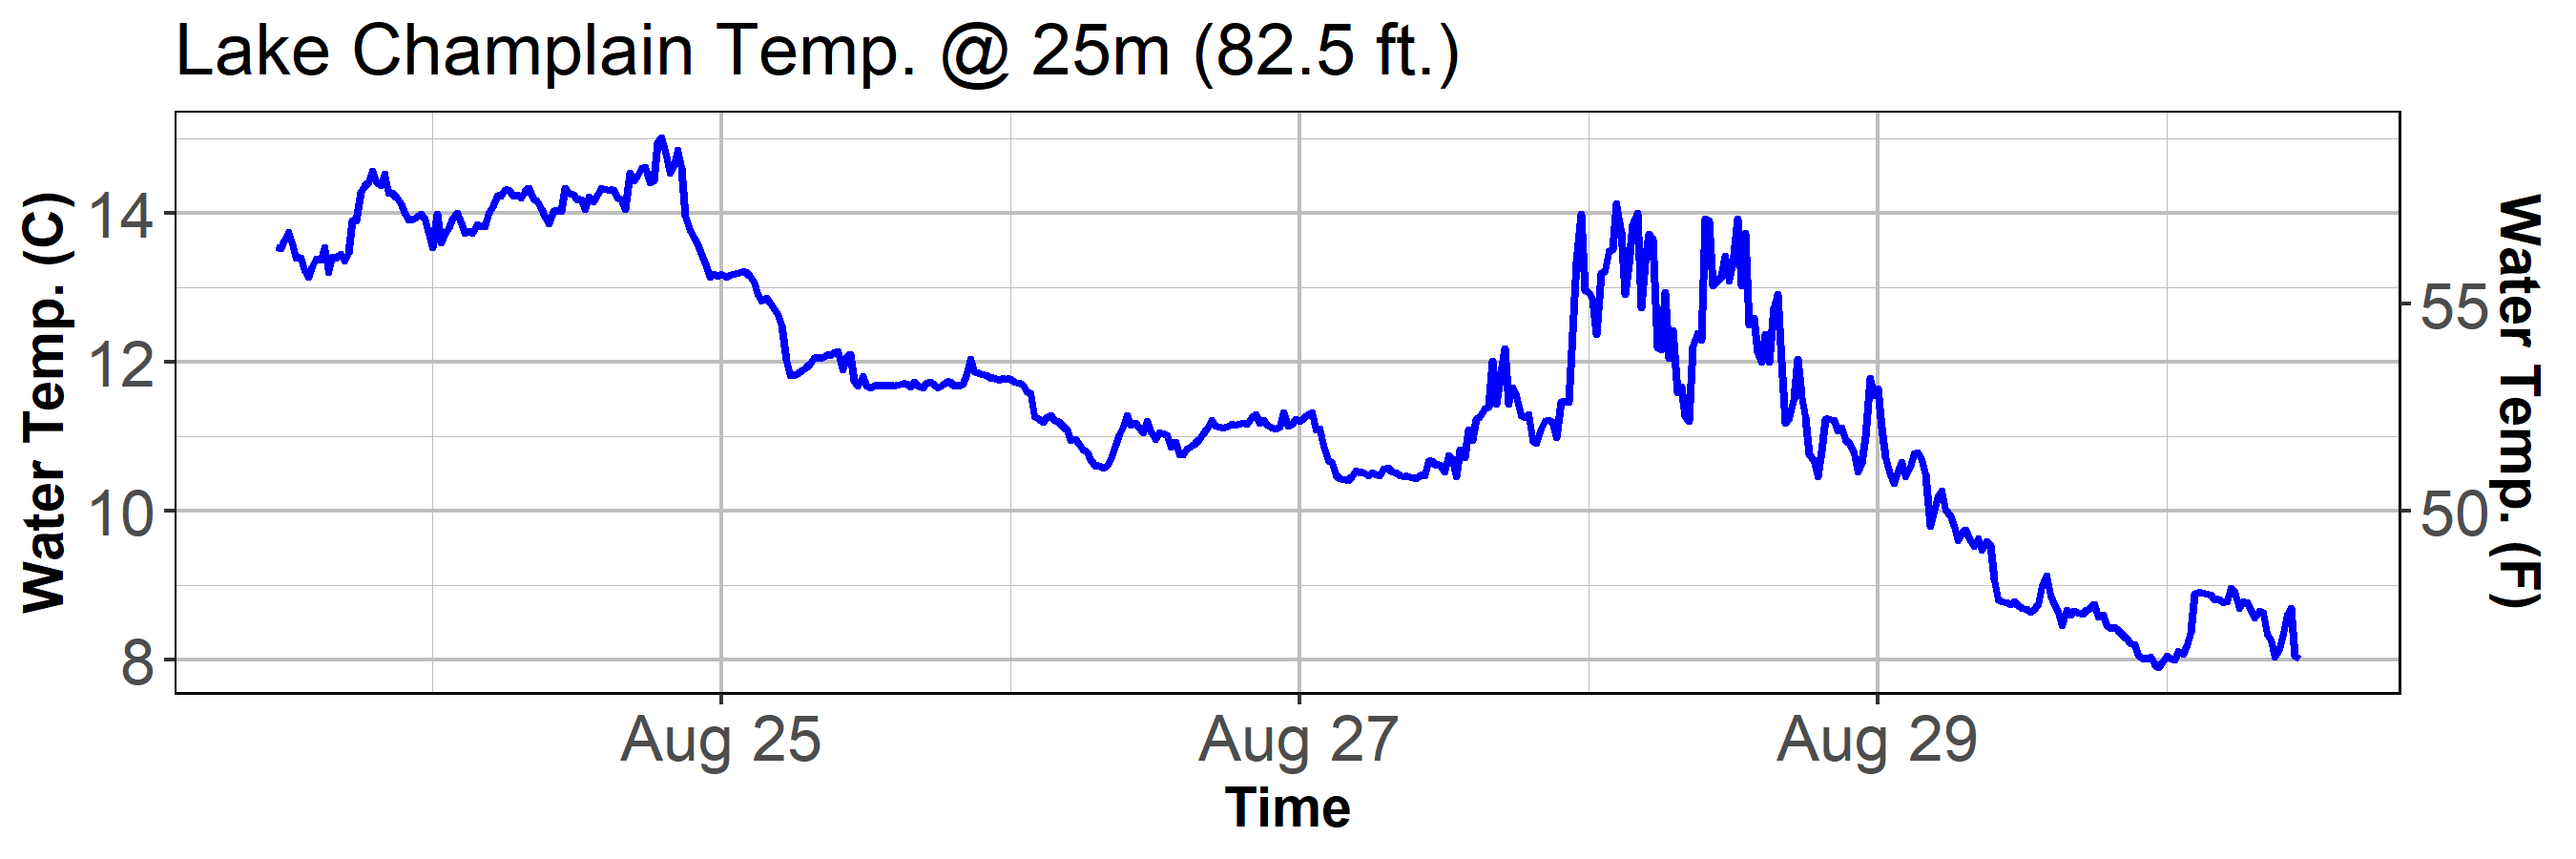 Lake Champlain Temp. @ 25m (82.5 ft.)
Water Temp. (C)
14
12
10
8
55
50
Water Temp. (F)
Aug 25
Aug 27
Aug 29
Time